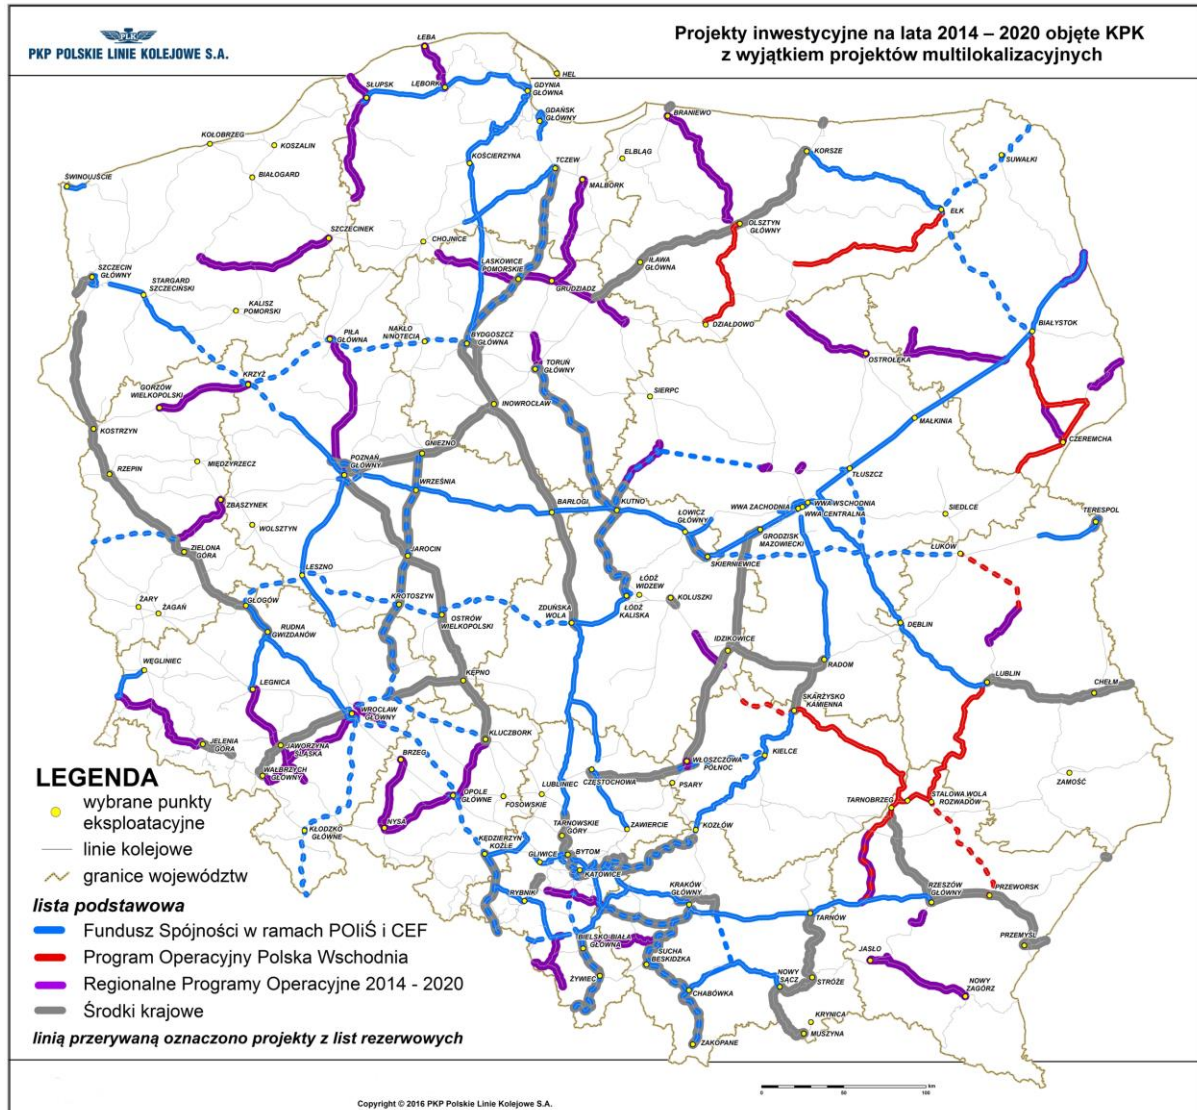 PLK
PKP POLSKIE LINIE KOLEJOWE S.A.
Projekty inwestycyjne na lata 2014 – 2020 objęte KPK
z wyjątkiem projektów multilokalizacyjnych
ŁEBA
HEL
SŁUPSK
LĘBORK
GDYNIA
GŁÓWNA
GDAŃSK
GŁÓWNY
BRANIEWO
KOŁOBRZEG
KOSZALIN
KOŚCIERZYNA
TCZEW
ELBLĄG
KORSZE
SUWAŁKI
ŚWINOUJŚCIE
BIAŁOGARD
MALBORK
EŁK
SZCZECINEK
CHOJNICE
OLSZTYN
GŁÓWNY
SZCZECIN
GŁÓWNY
LASKOWICE
POMORSKIE
IŁAWA
GŁÓWNA
STARGARD
SZCZECIŃSKI
GRUDZIĄDZ
KALISZ
POMORSKI
DZIAŁDOWO
BIAŁYSTOK
PIŁA
GŁÓWNA
NAKŁO
N/NOTECIĄ
BYDGOSZCZ
GŁÓWNA
OSTROŁĘKA
TORUŃ
GŁÓWNY
KRZYŻ
GORZÓW
WIELKOPOLSKI
SIERPC
INOWROCŁAW
MAŁKINIA
KOSTRZYN
GNIEZNO
CZEREMCHA
RZEPIN
MIĘDZYRZECZ
POZNAŃ
GŁÓWNY
TŁUSZCZ
WRZEŚNIA
ZBĄSZYNEK
BARŁOGI
KUTNO
WWA WSCHODNIA
WWA ZACHODNIA
WWA CENTRALNA
SIEDLCE
TERESPOL
WOLSZTYN
ŁOWICZ
GŁÓWNY
GRODZISK
MAZOWIECKI
ZIELONA
GÓRA
JAROCIN
SKIERNIEWICE
ŁUKÓW
LESZNO
ŁÓDŹ
WIDZEW
KOLUSZKI
ŻARY
ŻAGAŃ
GŁOGÓW
KROTOSZYN
OSTRÓW
WIELKOPOLSKI
ZDUŃSKA
WOLA
ŁÓDŹ
KALISKA
DĘBLIN
RUDNA
GWIZDANÓW
IDZIKOWICE
RADOM
WĘGLINIEC
KĘPNO
LUBLIN
CHEŁM
LEGNICA
SKARŻYSKO
KAMIENNA
WROCŁAW
GŁÓWNY
JELENIA
GÓRA
JAWORZYNA
ŚLĄSKA
KLUCZBORK
KIELCE
BRZEG
WŁOSZCZOWA
PÓŁNOC
WAŁBRZYCH
GŁÓWNY
LUBLINIEC
CZĘSTOCHOWA
PSARY
ZAMOŚĆ
OPOLE
GŁÓWNE
FOSOWSKIE
STALOWA WOLA
ROZWADÓW
TARNOBRZEG
NYSA
KŁODZKO
GŁÓWNE
TARNOWSKIE
GÓRY
ZAWIERCIE
KOZŁÓW
KĘDZIERZYN
KOŹLE
GLIWICE
BYTOM
KATOWICE
RYBNIK
KRAKÓW
GŁÓWNY
RZESZÓW
GŁÓWNY
PRZEWORSK
TARNÓW
BIELSKO-BIAŁA
GŁÓWNA
SUCHA
BESKIDZKA
JASŁO
PRZEMYŚL
ŻYWIEC
CHABÓWKA
NOWY
SĄCZ
STRÓŻE
NOWY
ZAGÓRZ
KRYNICA
MUSZYNA
ZAKOPANE
LEGENDA
wybrane punkty
eksploatacyjne
linie kolejowe
granice województw
lista podstawowa
Fundusz Spójności w ramach POIiŚ i CEF
Program Operacyjny Polska Wschodnia
Regionalne Programy Operacyjne 2014 - 2020
Środki krajowe
linią przerywaną oznaczono projekty z list rezerwowych
0 50 100 km
Copyright © 2016 PKP Polskie Linie Kolejowe S.A.